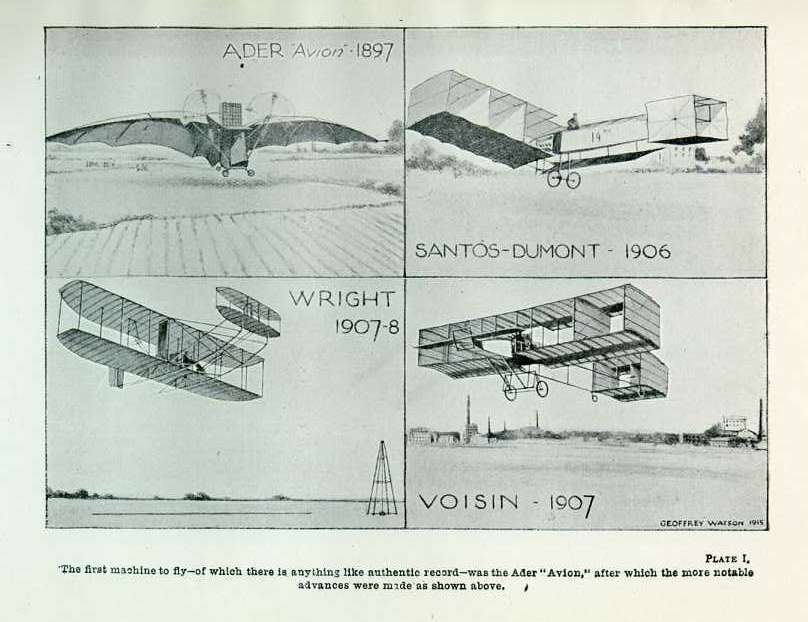 ADER "Avion" - 1897
14 bis
SANTÓS-DUMONT - 1906
WRIGHT
1907-8
VOISIN - 1907
GEOFFREY WATSON 1915
PLATE I.
The first machine to fly—of which there is anything like authentic record—was the Ader "Avion," after which the more notable
advances were made as shown above.